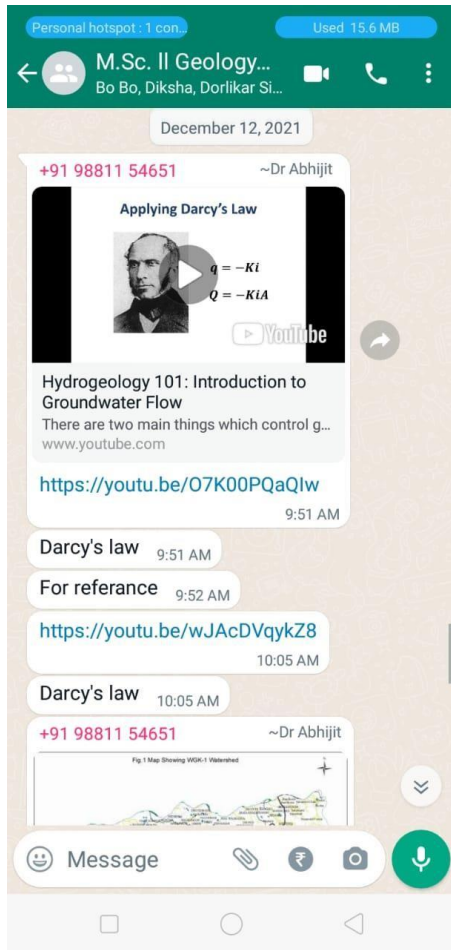 Personal hotspot : 1 con...
Used 15.6 MB
M.Sc. ll Geology...
Bo Bo, Diksha, Dorlikar Si...
December 12, 2021
+91 98811 54651
~Dr Abhijit
Applying Darcy's Law
q = −Ki
Q = −KiA
YouTube
Hydrogeology 101: Introduction to
Groundwater Flow
There are two main things which control g...
www.youtube.com
https://youtu.be/O7K00PQaQIw
9:51 AM
Darcy's law 9:51 AM
For referance 9:52 AM
https://youtu.be/wJAcDVqykZ8
10:05 AM
Darcy's law 10:05 AM
+91 98811 54651
~Dr Abhijit
Fig.1 Map Showing WGK-1 Watershed
Message